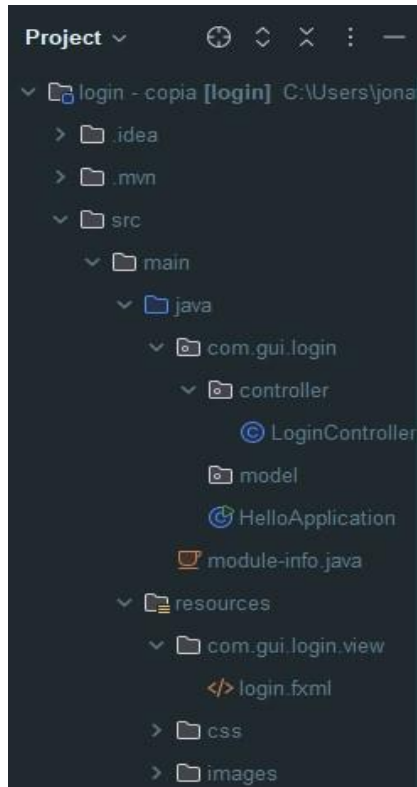 Project
login - copia [login] C:\Users\jona
.idea
.mvn
src
main
java
com.gui.login
controller
LoginController
model
HelloApplication
module-info.java
resources
com.gui.login.view
login.fxml
css
images